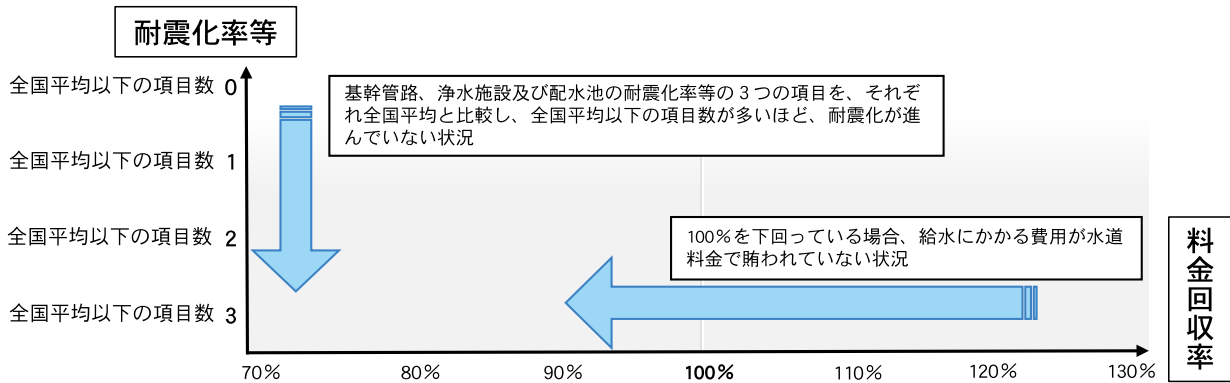 耐震化率等
全国平均以下の項目数 0
基幹管路、浄水施設及び配水池の耐震化率等の3つの項目を、それぞ
れ全国平均と比較し、全国平均以下の項目数が多いほど、耐震化が進
んでいない状況
全国平均以下の項目数 1
全国平均以下の項目数 2
100%を下回っている場合、給水にかかる費用が水道
料金で賄われていない状況
全国平均以下の項目数 3
料金回収率
70% 80% 90% 100% 110% 120% 130%